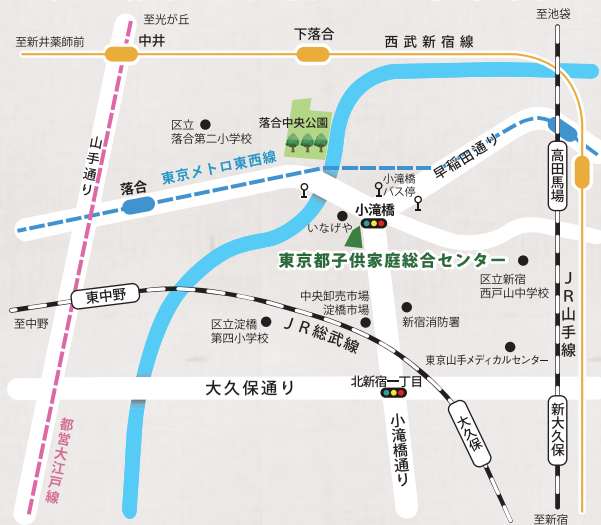 至光が丘
至池袋
至新井薬師前
中井
下落合
西武新宿線
落合中央公園
区立
落合第二小学校
山手通り
早稲田通り
高田馬場
東京メトロ東西線
落合
小滝橋
バス停
小滝橋
いなげや
東京都子供家庭総合センター
区立新宿
西戸山中学校
JR山手線
東中野
至中野
中央卸売市場
淀橋市場
新宿消防署
区立淀橋
第四小学校
JR総武線
東京山手メディカルセンター
大久保通り
北新宿一丁目
小滝橋通り
大久保
新大久保
都営大江戸線
至新宿